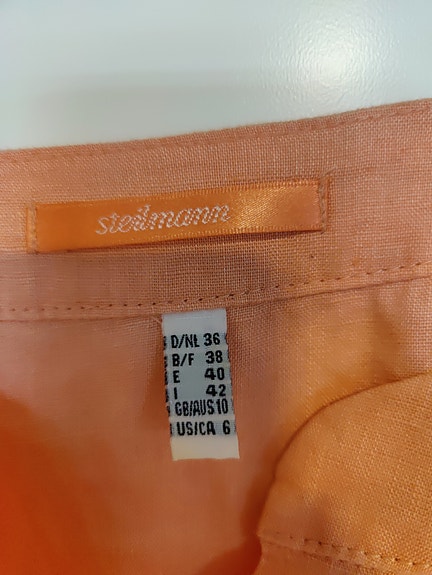 steilmann
D/NL 36
B/F 38
E 40
I 42
GB/AUS 10
US/CA 6